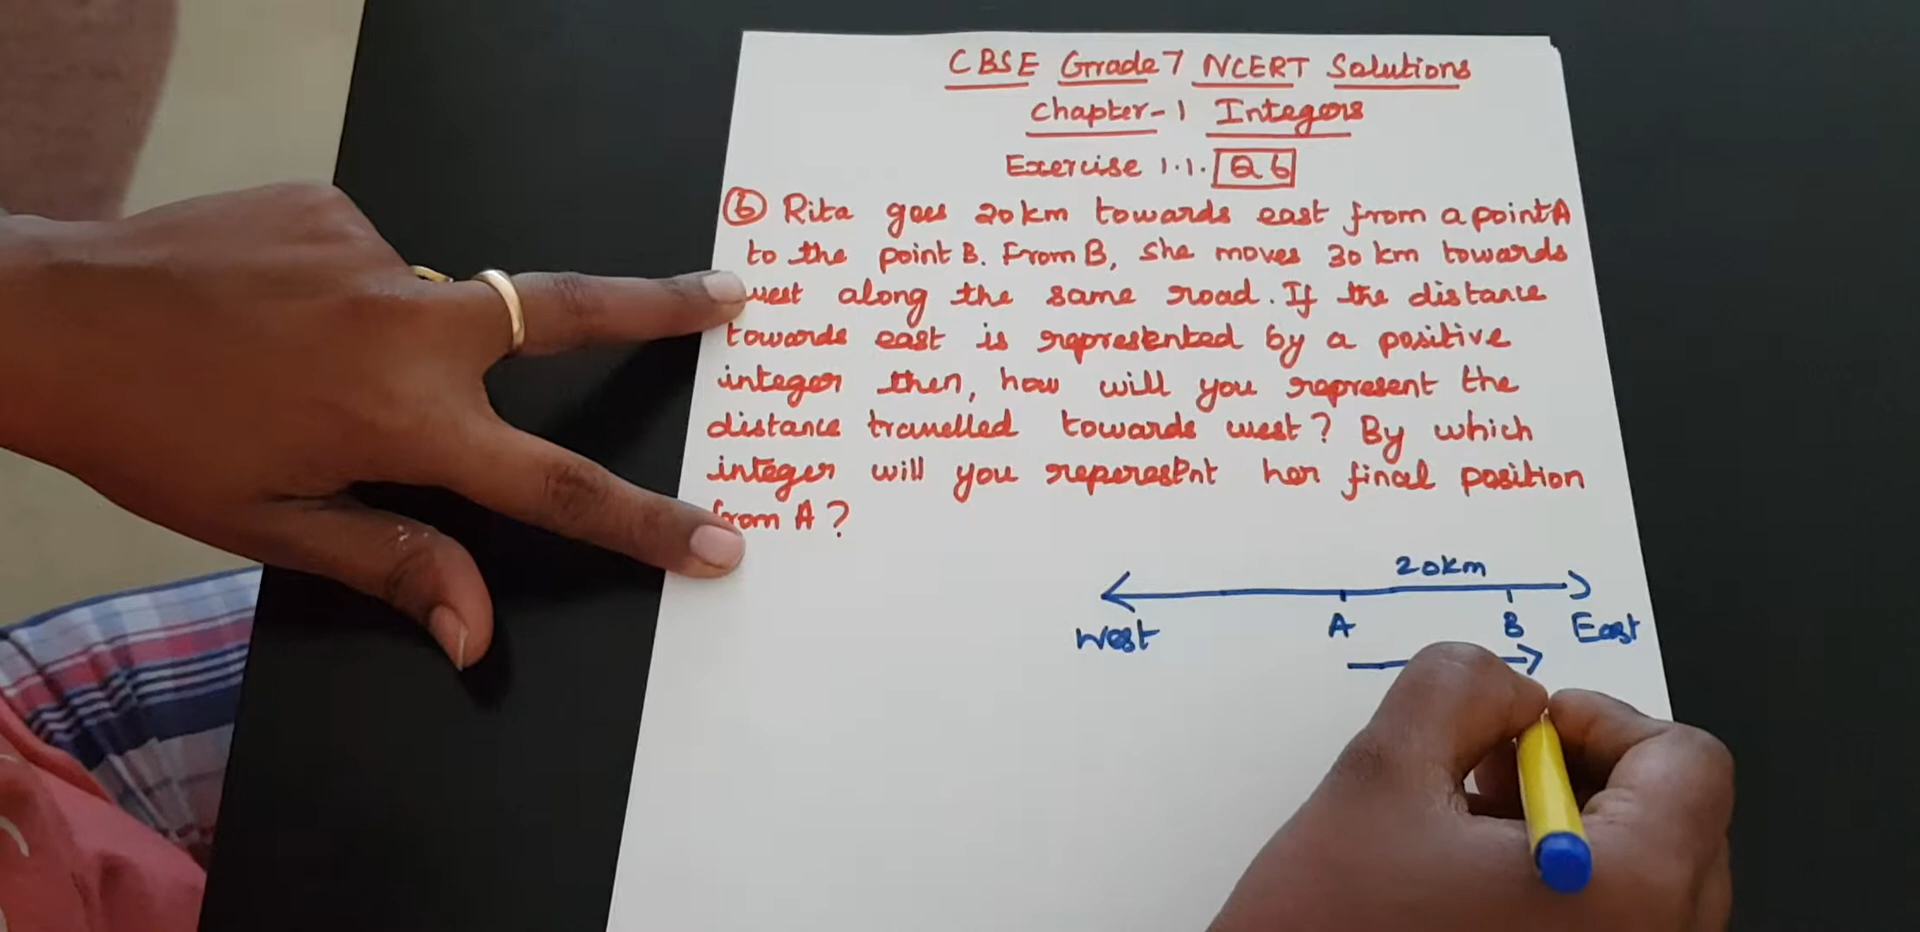 CBSE Grade 7 NCERT Solutions
Chapter-1 Integers
Exercise 1.1. Q6
6 Rita goes 20km towards east from a point A
to the point B. From B, She moves 30 km towards
west along the same road. If the distance
towards east is represented by a positive
integer then, how will you represent the
distance travelled towards west? By which
integer will you reperesent her final position
from A?
20km
West A B East